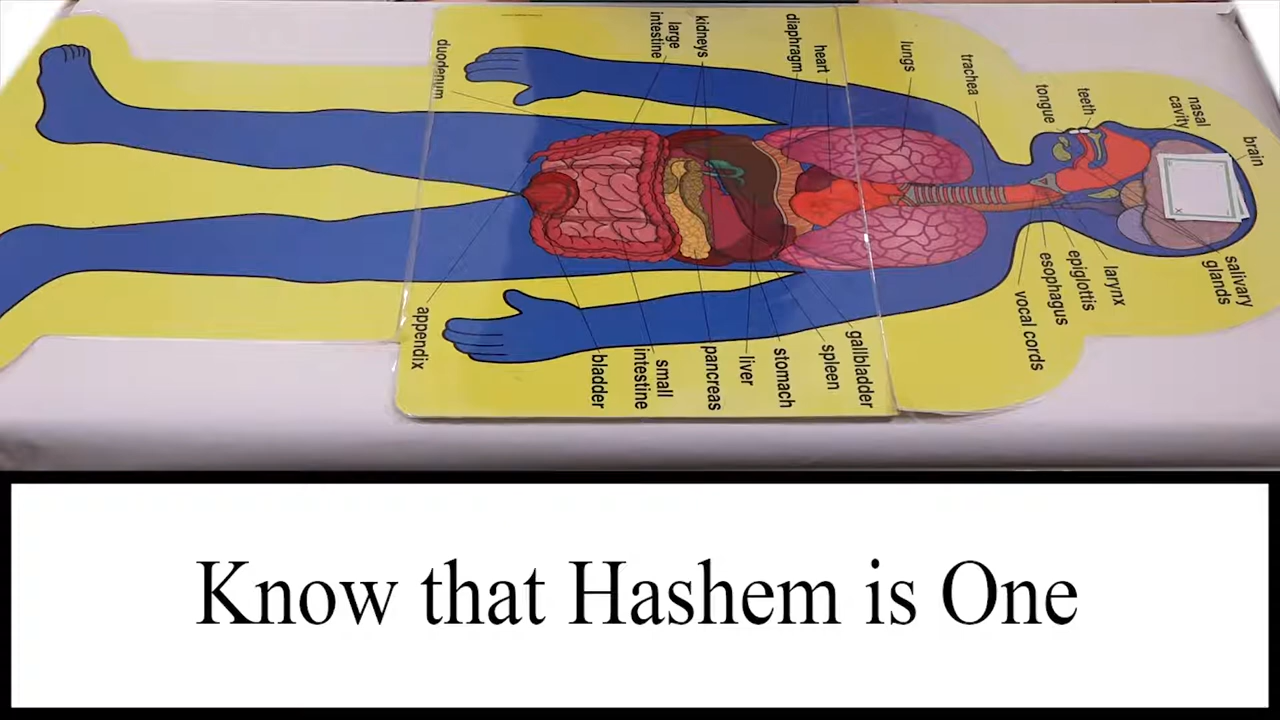 duodenum
large
intestine
kidneys
diaphragm
heart
lungs
trachea
tongue
teeth
nasal
cavity
brain
appendix
bladder
small
intestine
pancreas
liver
stomach
spleen
gallbladder
vocal cords
esophagus
epiglottis
larynx
salivary
glands
x
Know that Hashem is One